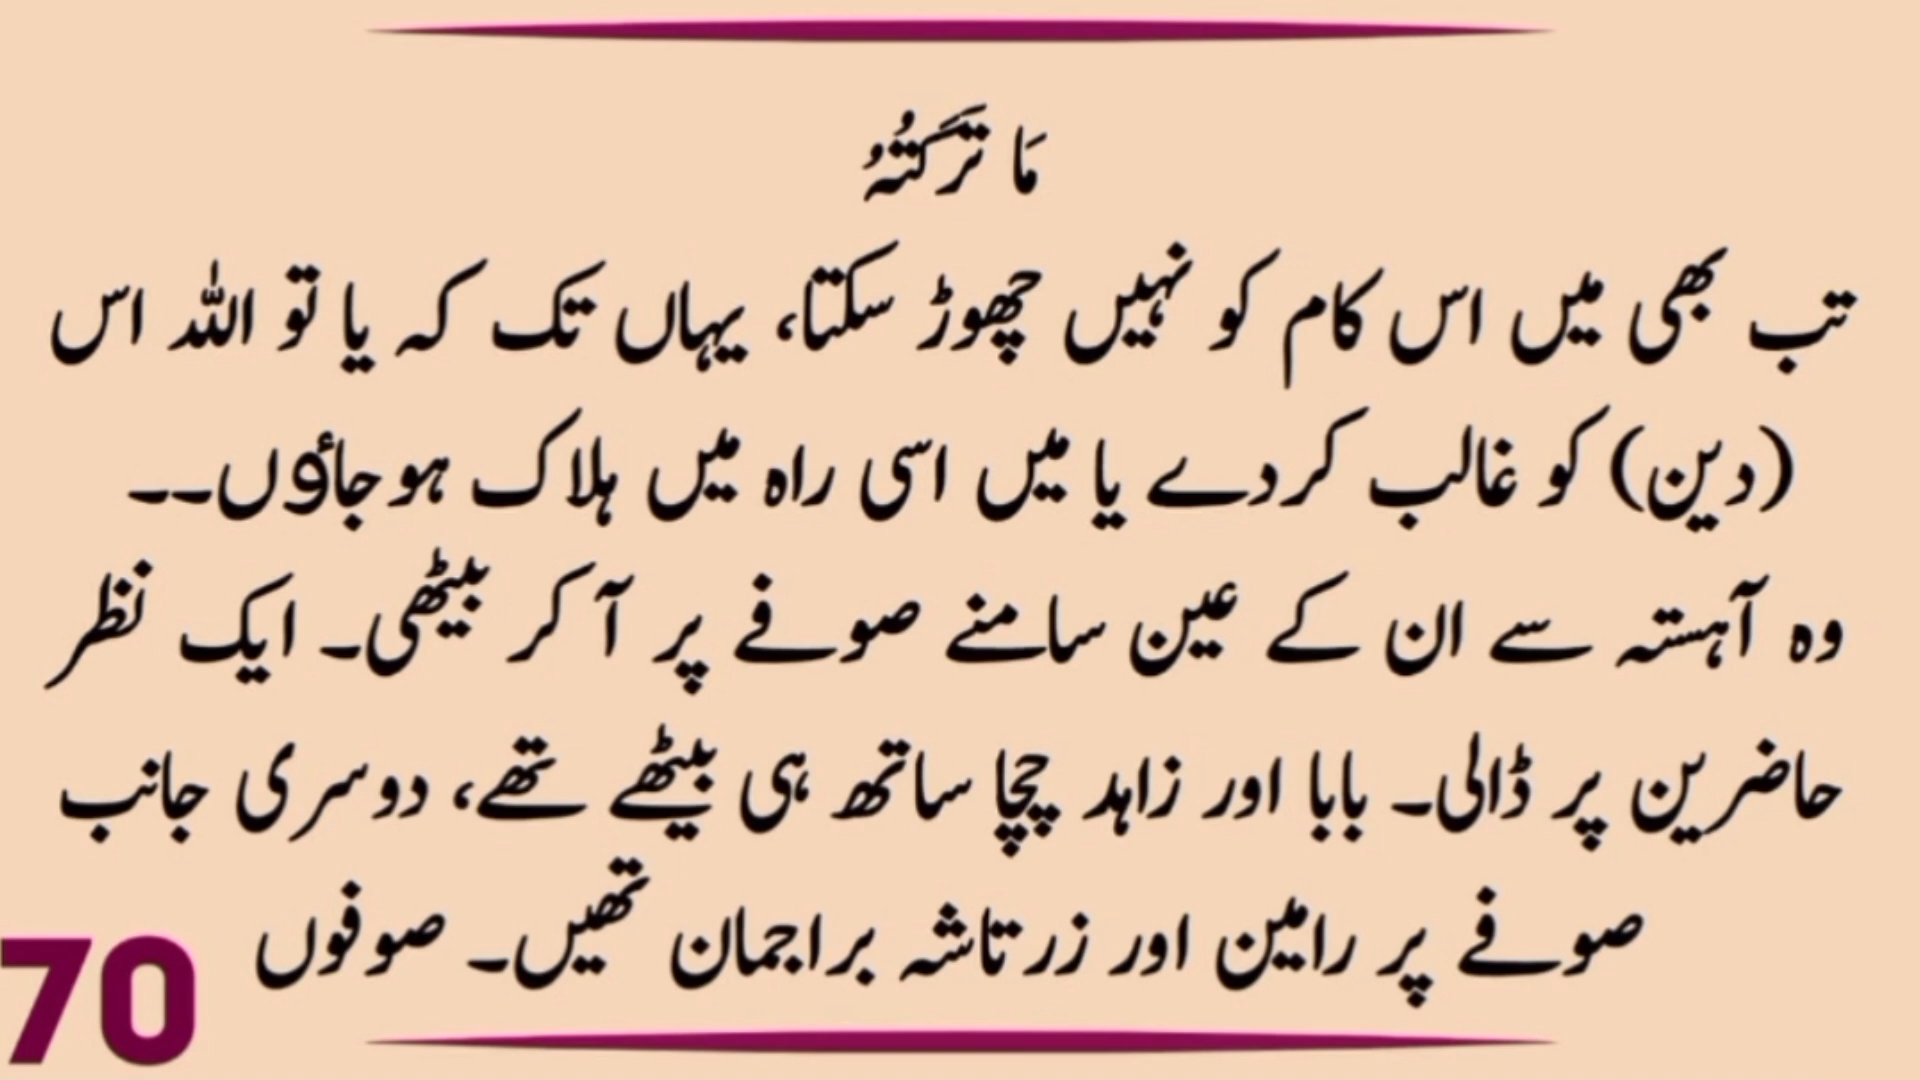 مَا تَرَكتُہُ
تب بھی میں اس کام کو نہیں چھوڑ سکتا، یہاں تک کہ یا تو اللہ اس
(دین) کو غالب کردے یا میں اسی راہ میں ہلاک ہو جاؤں۔۔
وہ آہستہ سے ان کے عین سامنے صوفے پر آ کر بیٹھی۔ ایک نظر
حاضرین پر ڈالی۔ بابا اور زاہد چچا ساتھ ہی بیٹھے تھے، دوسری جانب
صوفے پر رامین اور زرتاشہ براجمان تھیں۔ صوفوں
70